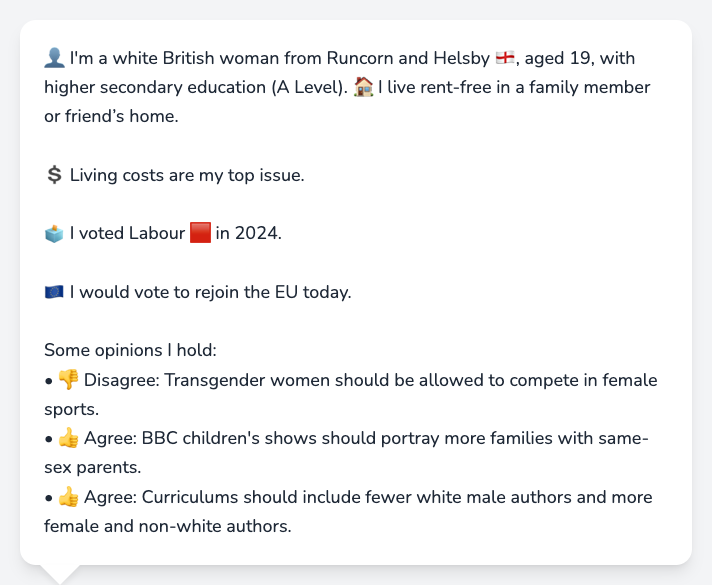 👤 I'm a white British woman from Runcorn and Helsby 🏴󠁧󠁢󠁥󠁮󠁧󠁿, aged 19, with
higher secondary education (A Level). 🏠 I live rent-free in a family member
or friend’s home.
💲 Living costs are my top issue.
🗳️ I voted Labour 🟥 in 2024.
🇪🇺 I would vote to rejoin the EU today.
Some opinions I hold:
• 👎 Disagree: Transgender women should be allowed to compete in female
sports.
• 👍 Agree: BBC children's shows should portray more families with same-
sex parents.
• 👍 Agree: Curriculums should include fewer white male authors and more
female and non-white authors.